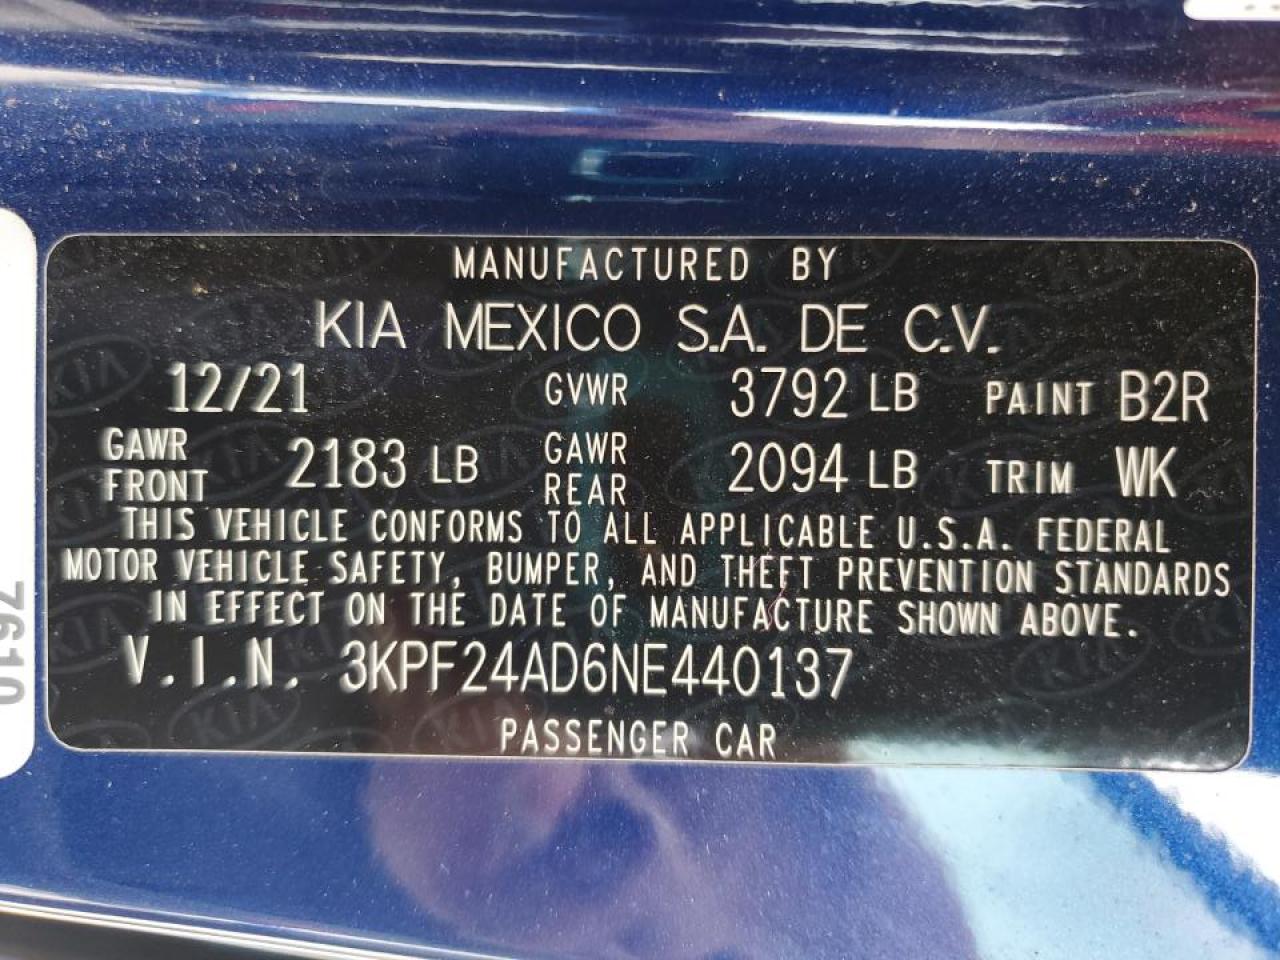 MANUFACTURED BY
KIA MEXICO S.A. DE C.V.
12/21 GVWR 3792 LB PAINT B2R
GAWR FRONT 2183 LB GAWR REAR 2094 LB TRIM WK
THIS VEHICLE CONFORMS TO ALL APPLICABLE U.S.A. FEDERAL
MOTOR VEHICLE SAFETY, BUMPER, AND THEFT PREVENTION STANDARDS
IN EFFECT ON THE DATE OF MANUFACTURE SHOWN ABOVE.
V.I.N. 3KPF24AD6NE440137
PASSENGER CAR
7610